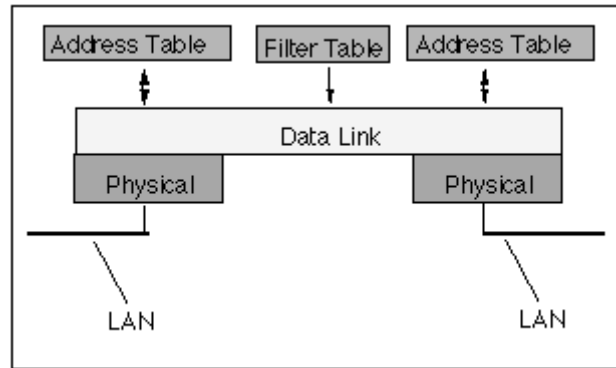 Address Table
Filter Table
Address Table
Data Link
Physical
Physical
LAN
LAN